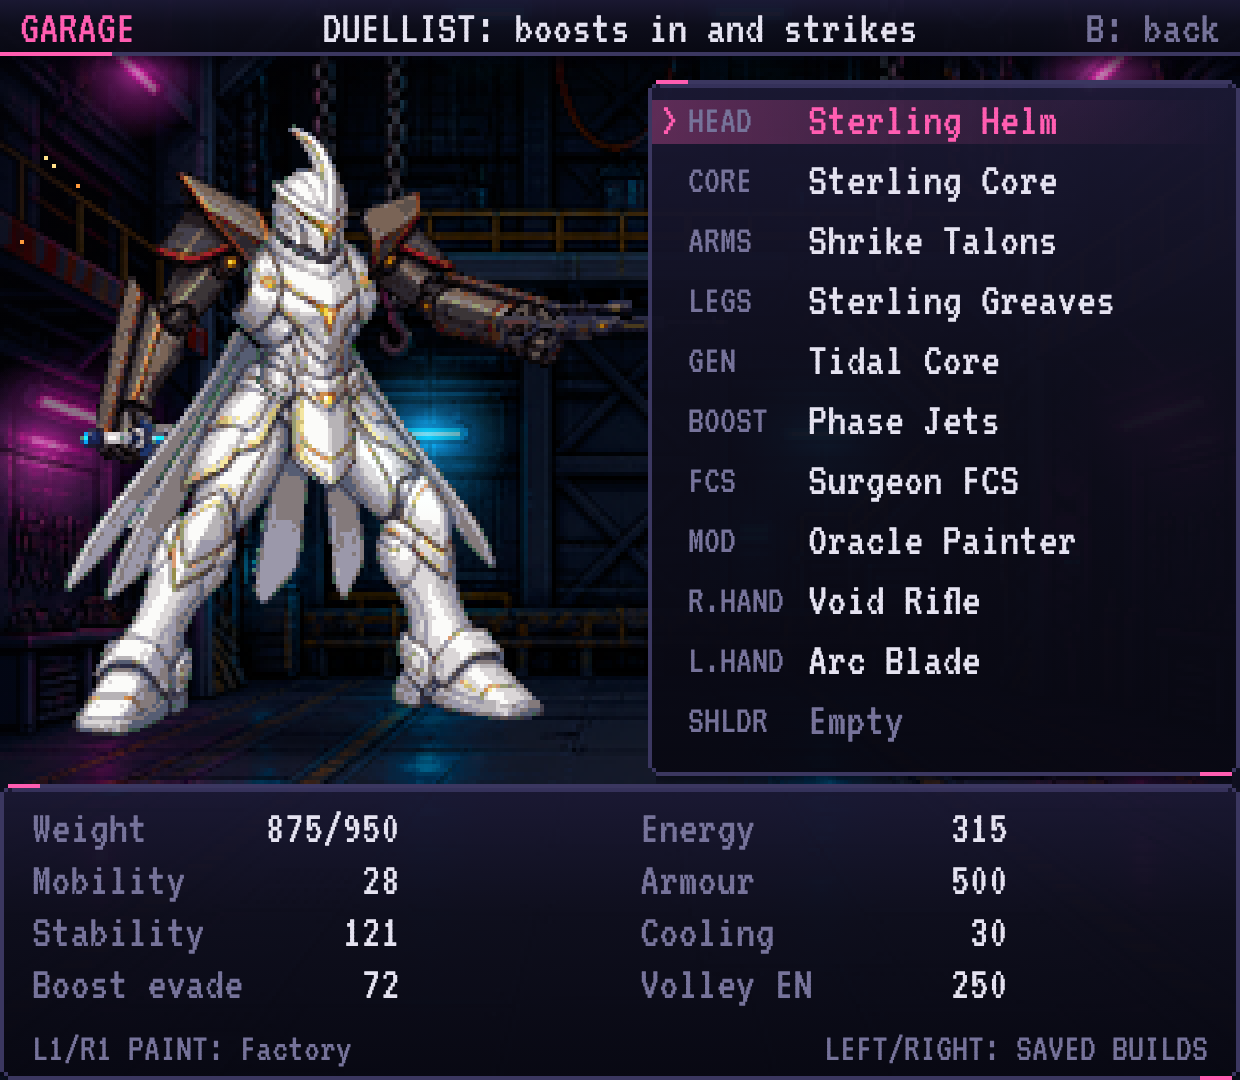 GARAGE DUELLIST: boosts in and strikes B: back
HEAD Sterling Helm
CORE Sterling Core
ARMS Shrike Talons
LEGS Sterling Greaves
GEN Tidal Core
BOOST Phase Jets
FCS Surgeon FCS
MOD Oracle Painter
R.HAND Void Rifle
L.HAND Arc Blade
SHLDR Empty
Weight 875/950 Energy 315
Mobility 28 Armour 500
Stability 121 Cooling 30
Boost evade 72 Volley EN 250
L1/R1 PAINT: Factory LEFT/RIGHT: SAVED BUILDS